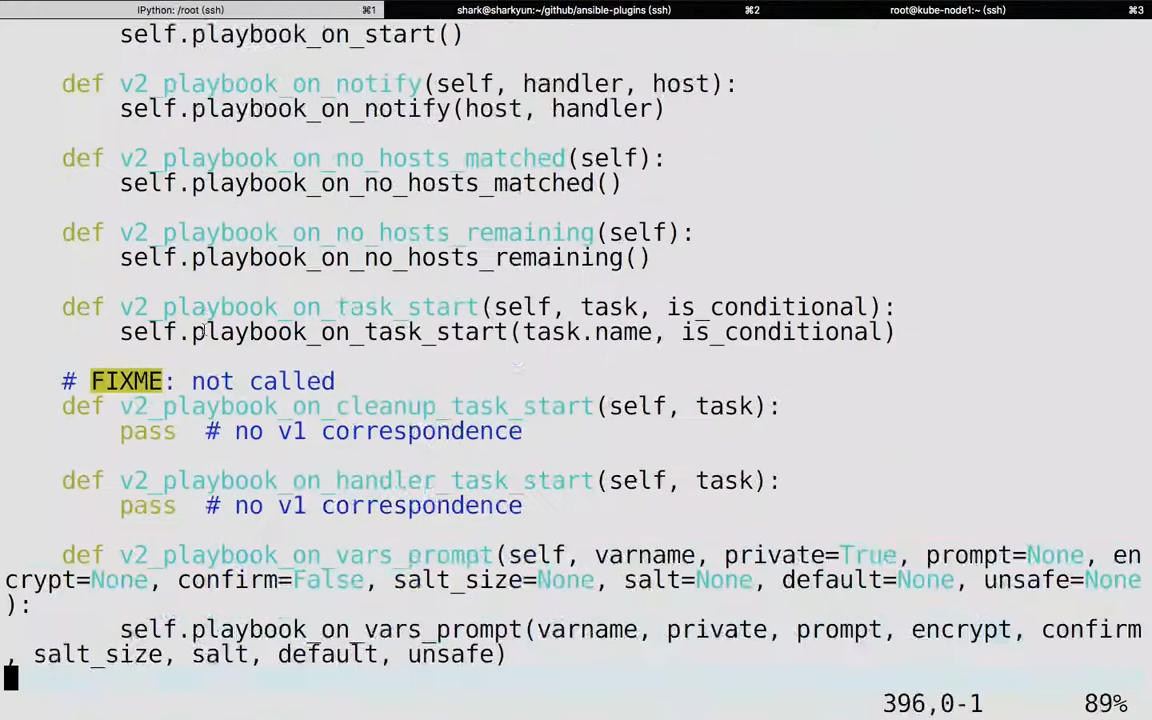 IPython: /root (ssh) ⌘1 shark@sharkyun:~/github/ansible-plugins (ssh) ⌘2 root@kube-node1:~ (ssh) ⌘3
self.playbook_on_start()
def v2_playbook_on_notify(self, handler, host):
self.playbook_on_notify(host, handler)
def v2_playbook_on_no_hosts_matched(self):
self.playbook_on_no_hosts_matched()
def v2_playbook_on_no_hosts_remaining(self):
self.playbook_on_no_hosts_remaining()
def v2_playbook_on_task_start(self, task, is_conditional):
self.playbook_on_task_start(task.name, is_conditional)
# FIXME: not called
def v2_playbook_on_cleanup_task_start(self, task):
pass  # no v1 correspondence
def v2_playbook_on_handler_task_start(self, task):
pass  # no v1 correspondence
def v2_playbook_on_vars_prompt(self, varname, private=True, prompt=None, en
crypt=None, confirm=False, salt_size=None, salt=None, default=None, unsafe=None
):
self.playbook_on_vars_prompt(varname, private, prompt, encrypt, confirm
, salt_size, salt, default, unsafe)
396,0-1 89%